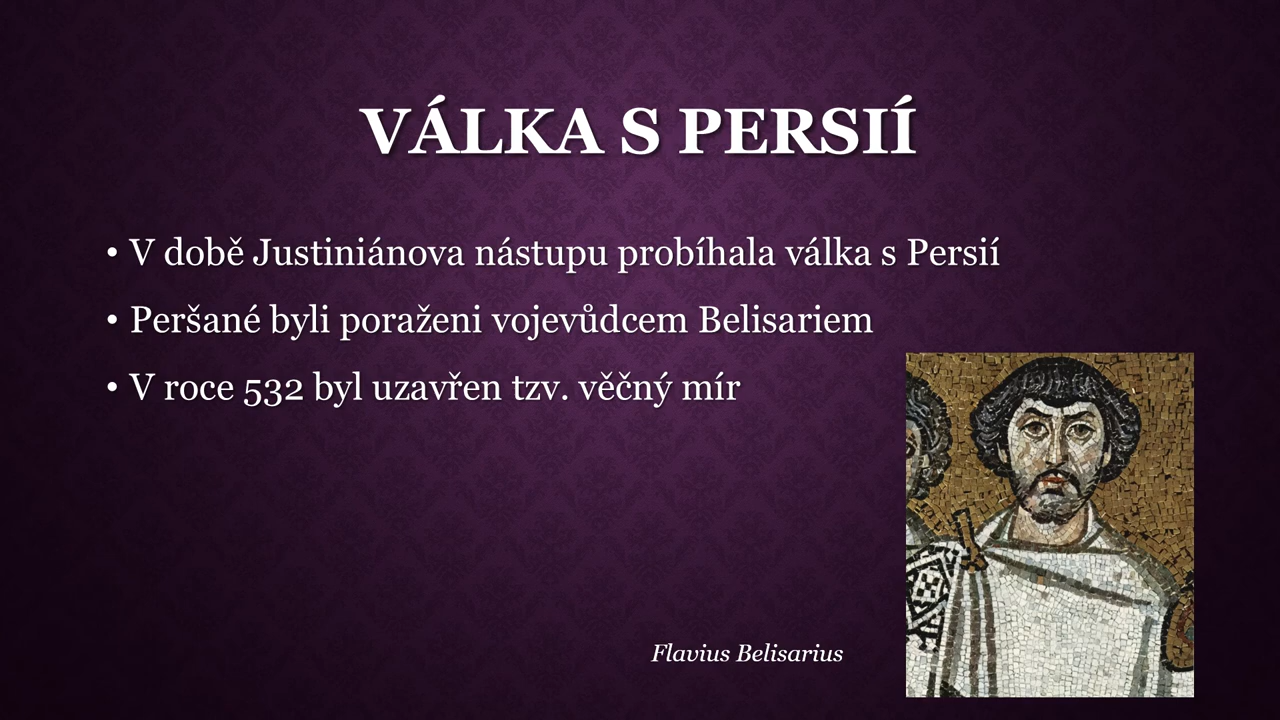 VÁLKA S PERSIÍ
• V době Justiniánova nástupu probíhala válka s Persií
• Peršané byli poraženi vojevůdcem Belisariem
• V roce 532 byl uzavřen tzv. věčný mír
Flavius Belisarius